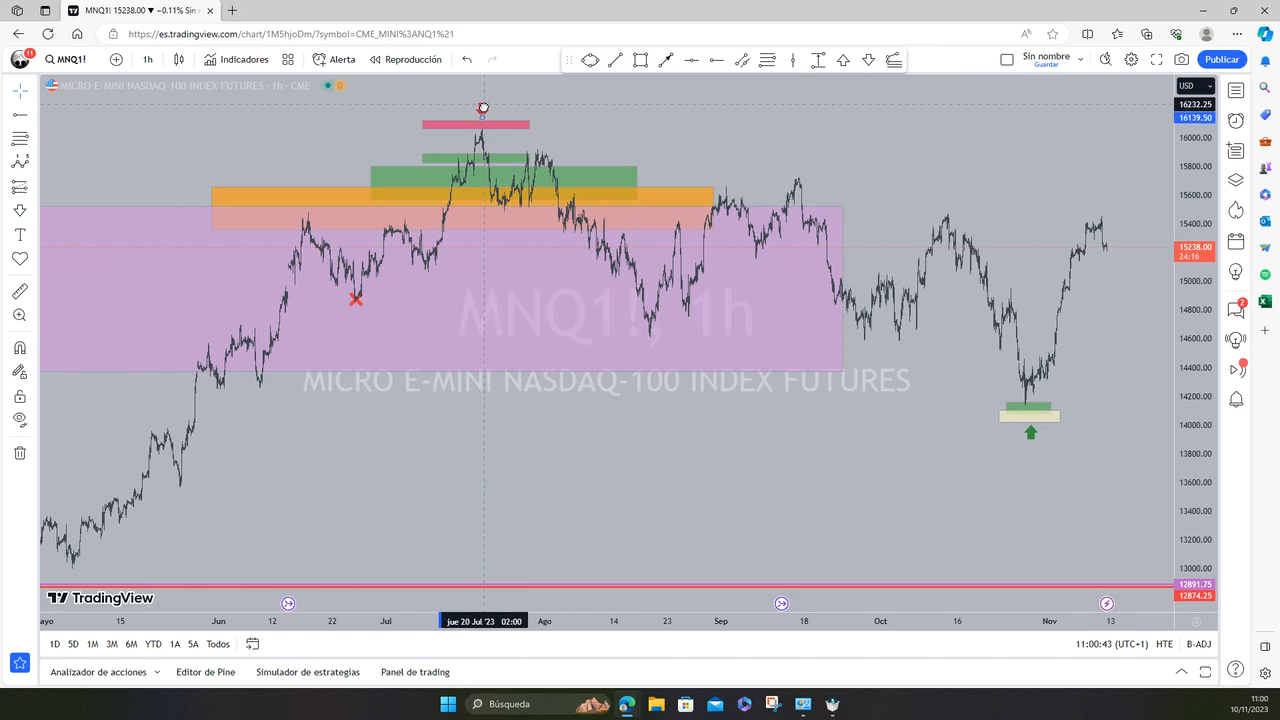 MNQ1! 15238.00 ▼ −0.11% Sin
https://es.tradingview.com/chart/1M5hjoDm/?symbol=CME_MINI%3ANQ1%21
11
MNQ1!
1h
Indicadores
Alerta
Reproducción
Sin nombre
Guardar
Publicar
MICRO E-MINI NASDAQ-100 INDEX FUTURES · 1h · CME
0
USD
16232.25
16139.50
16000.00
15800.00
15600.00
15400.00
15238.00
24:16
15000.00
14800.00
14600.00
14400.00
14200.00
14000.00
13800.00
13600.00
13400.00
13200.00
13000.00
12891.75
12874.25
2
MNQ1!, 1h
MICRO E-MINI NASDAQ-100 INDEX FUTURES
TradingView
ayo
15
Jun
12
22
Jul
jue 20 Jul '23 02:00
Ago
14
23
Sep
18
Oct
16
Nov
13
1D
5D
1M
3M
6M
YTD
1A
5A
Todos
11:00:43 (UTC+1)
HTE
B-ADJ
Analizador de acciones
Editor de Pine
Simulador de estrategias
Panel de trading
Búsqueda
11:00
10/11/2023